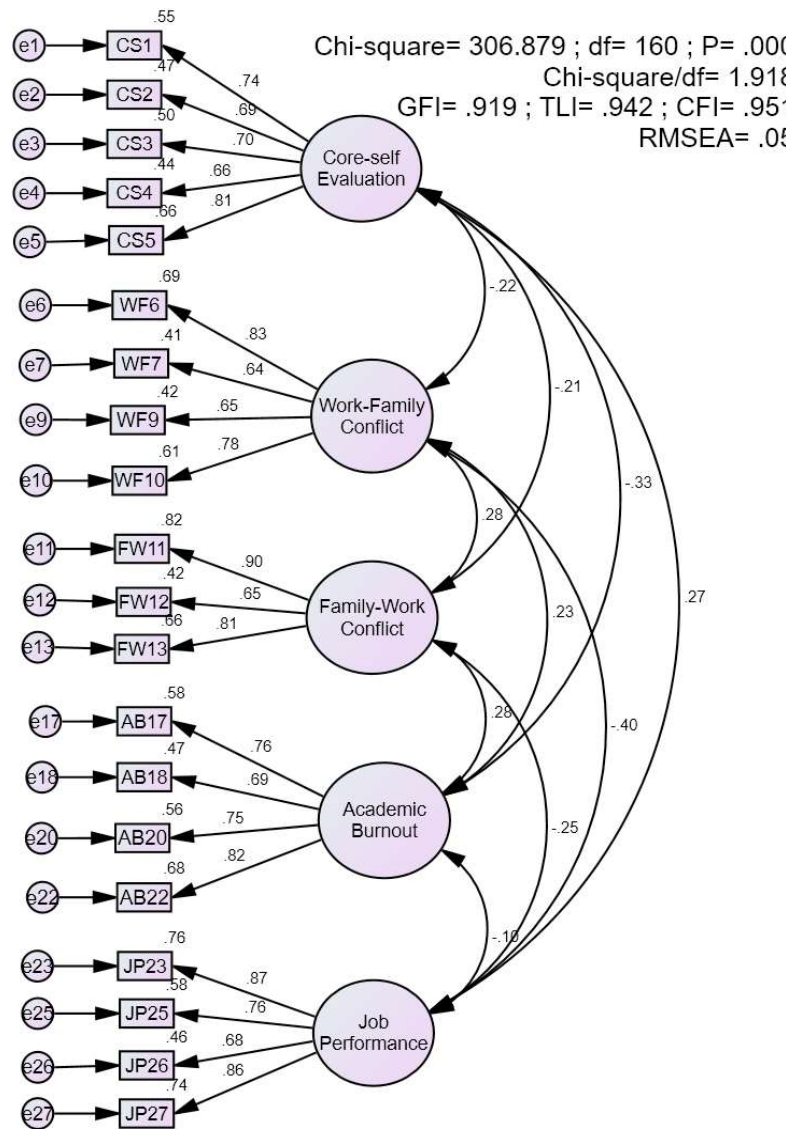 Chi-square= 306.879 ; df= 160 ; P= .000
Chi-square/df= 1.918
GFI= .919 ; TLI= .942 ; CFI= .951
RMSEA= .05
.55
e1 CS1 .74
.47
e2 CS2 .69
.50
e3 CS3 .70
.44
e4 CS4 .66
.66
e5 CS5 .81
Core-self
Evaluation
.69
e6 WF6 .83
.41
e7 WF7 .64
.42
e9 WF9 .65
.61
e10 WF10 .78
Work-Family
Conflict
.82
e11 FW11 .90
.42
e12 FW12 .65
.66
e13 FW13 .81
Family-Work
Conflict
.58
e17 AB17 .76
.47
e18 AB18 .69
.56
e20 AB20 .75
.68
e22 AB22 .82
Academic
Burnout
.76
e23 JP23 .87
.58
e25 JP25 .76
.46
e26 JP26 .68
.74
e27 JP27 .86
Job
Performance
-.22
-.21
-.33
.27
.28
.23
-.40
.28
-.25
-.10